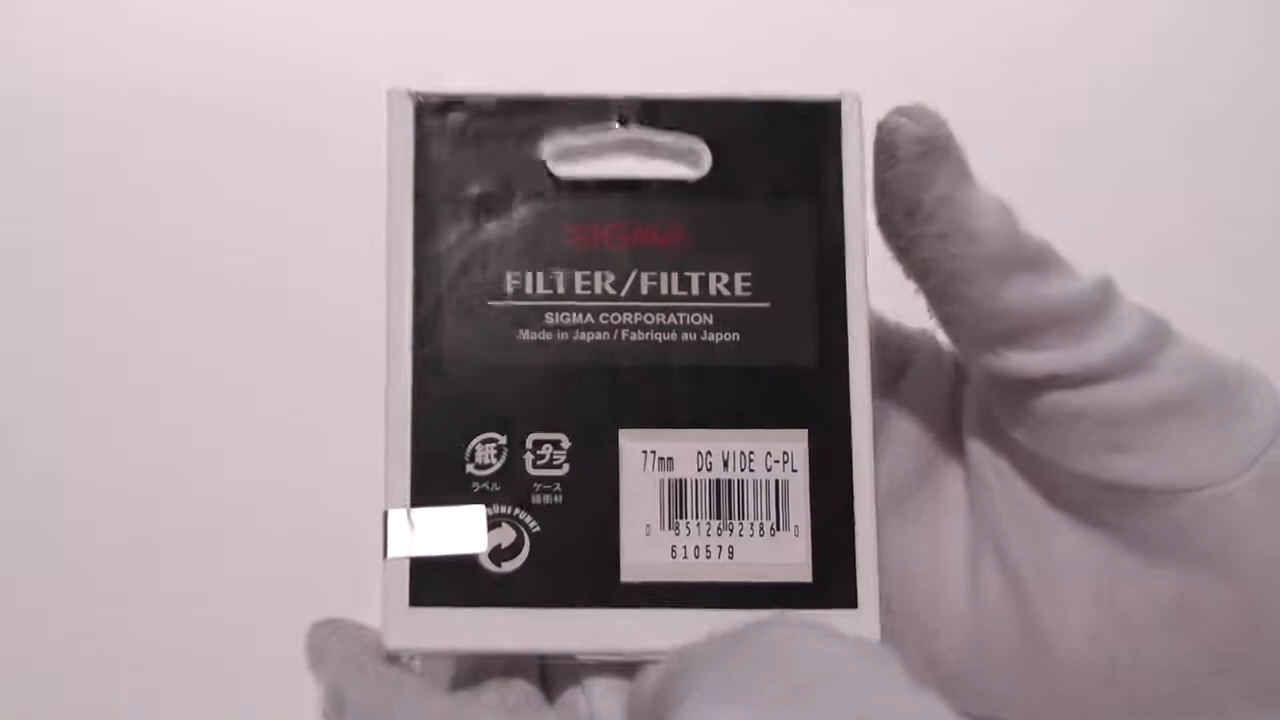 SIGMA
FILTER/FILTRE
SIGMA CORPORATION
Made in Japan / Fabriqué au Japon
紙
ラベル
プラ
ケース
緩衝材
PUNKT
77mm DG WIDE C-PL
0 85126 92386 0
610579